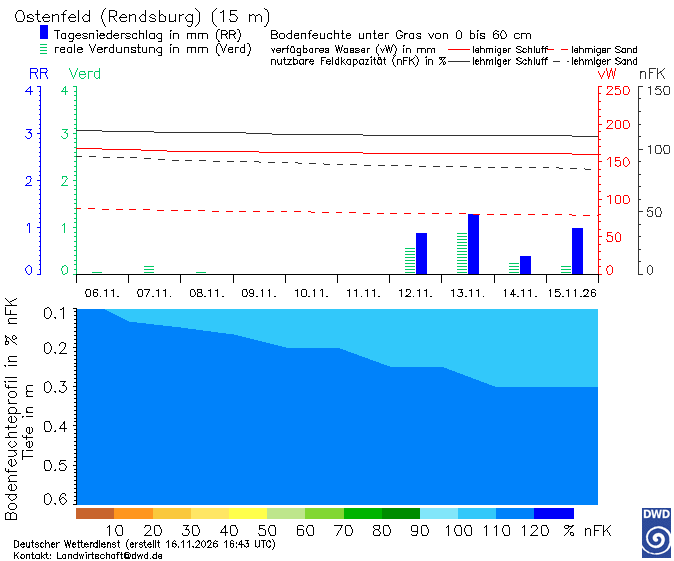 Ostenfeld (Rendsburg) (15 m)
Tagesniederschlag in mm (RR)
reale Verdunstung in mm (Verd)
Bodenfeuchte unter Gras von 0 bis 60 cm
verfügbares Wasser (vW) in mm lehmiger Schluff lehmiger Sand
nutzbare Feldkapazität (nFK) in % lehmiger Schluff lehmiger Sand
RR Verd vW nFK
4 4 250 150
3 3 200 100
2 2 150 50
1 1 100 0
0 0 50
0
06.11. 07.11. 08.11. 09.11. 10.11. 11.11. 12.11. 13.11. 14.11. 15.11.26
Bodenfeuchteprofil in % nFK
Tiefe in m
0.1
0.2
0.3
0.4
0.5
0.6
10 20 30 40 50 60 70 80 90 100 110 120 % nFK
DWD
Deutscher Wetterdienst (erstellt 16.11.2026 16:43 UTC)
Kontakt: Landwirtschaft@dwd.de